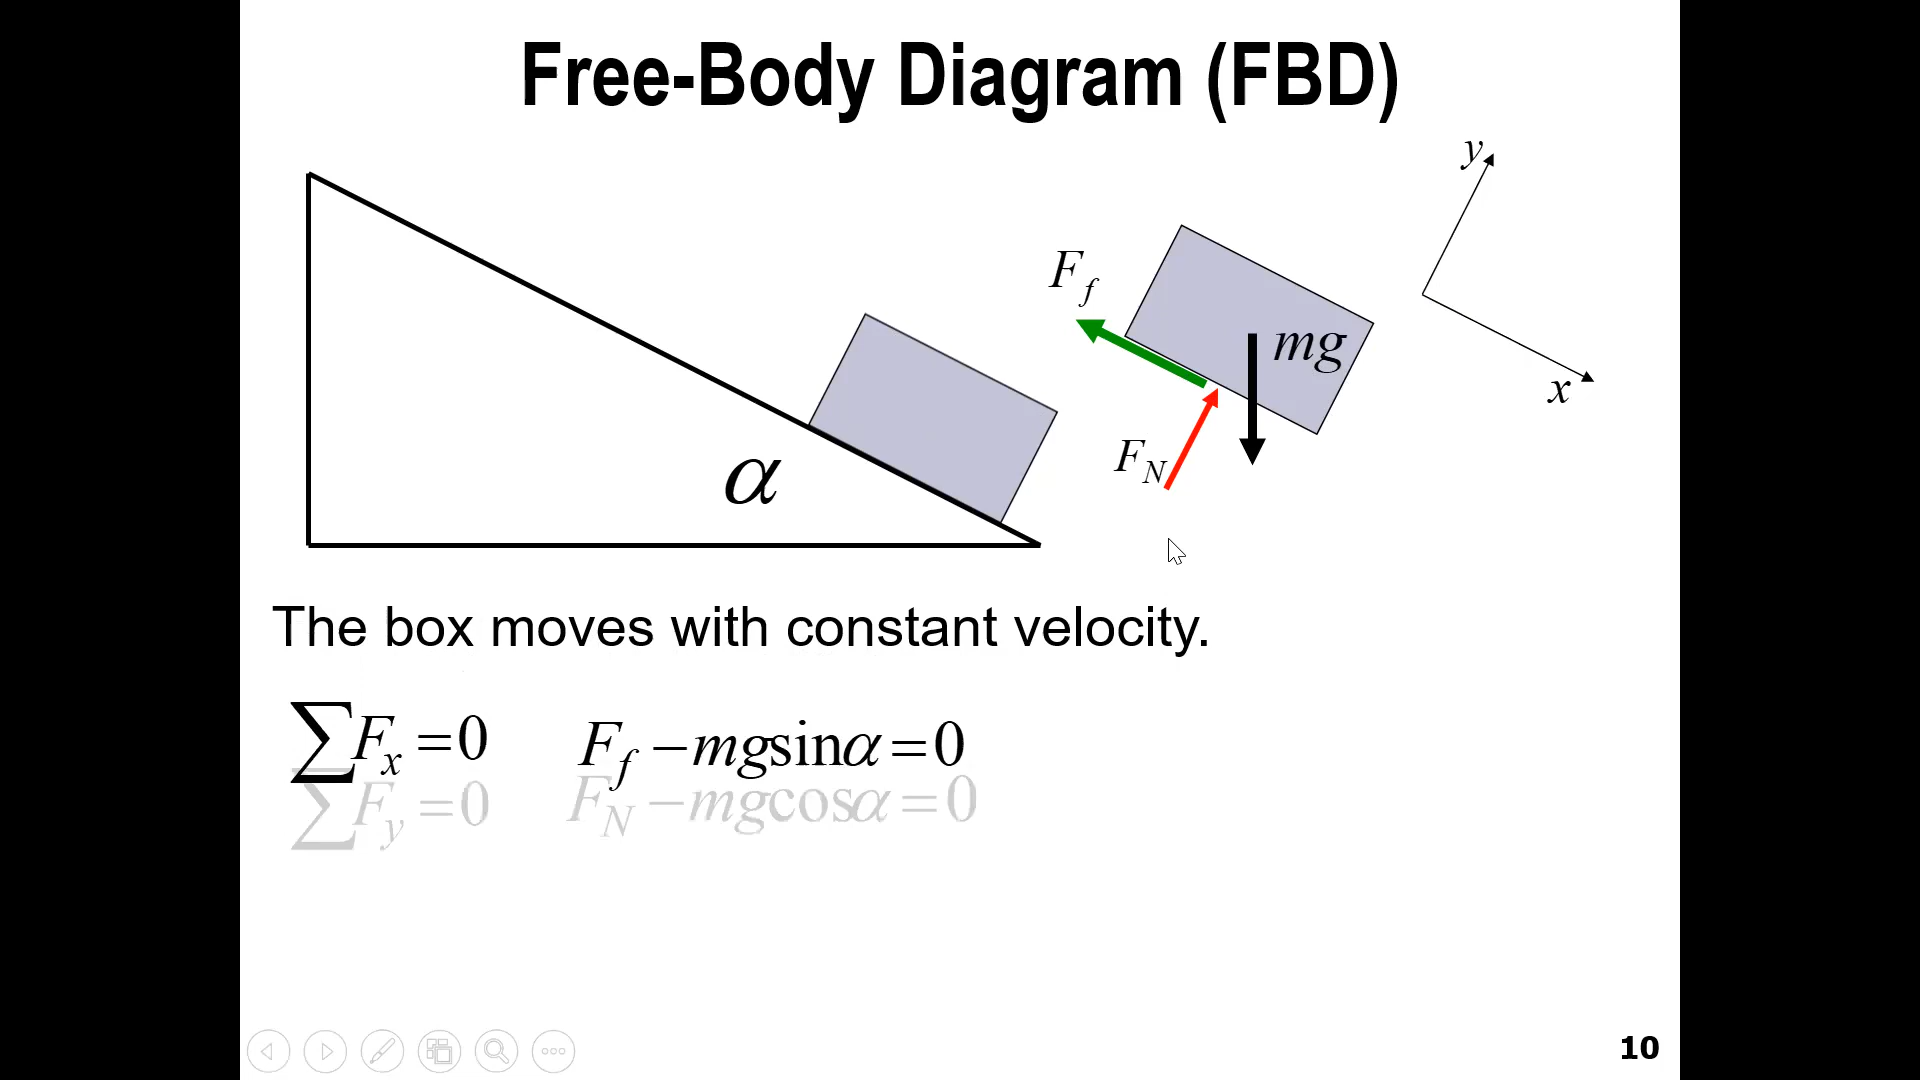 Free-Body Diagram (FBD)
y
F_f
mg
x
F_N
α
The box moves with constant velocity.
∑F_x = 0 F_f − mg sin α = 0
∑F_y = 0 F_N − mg cos α = 0
10